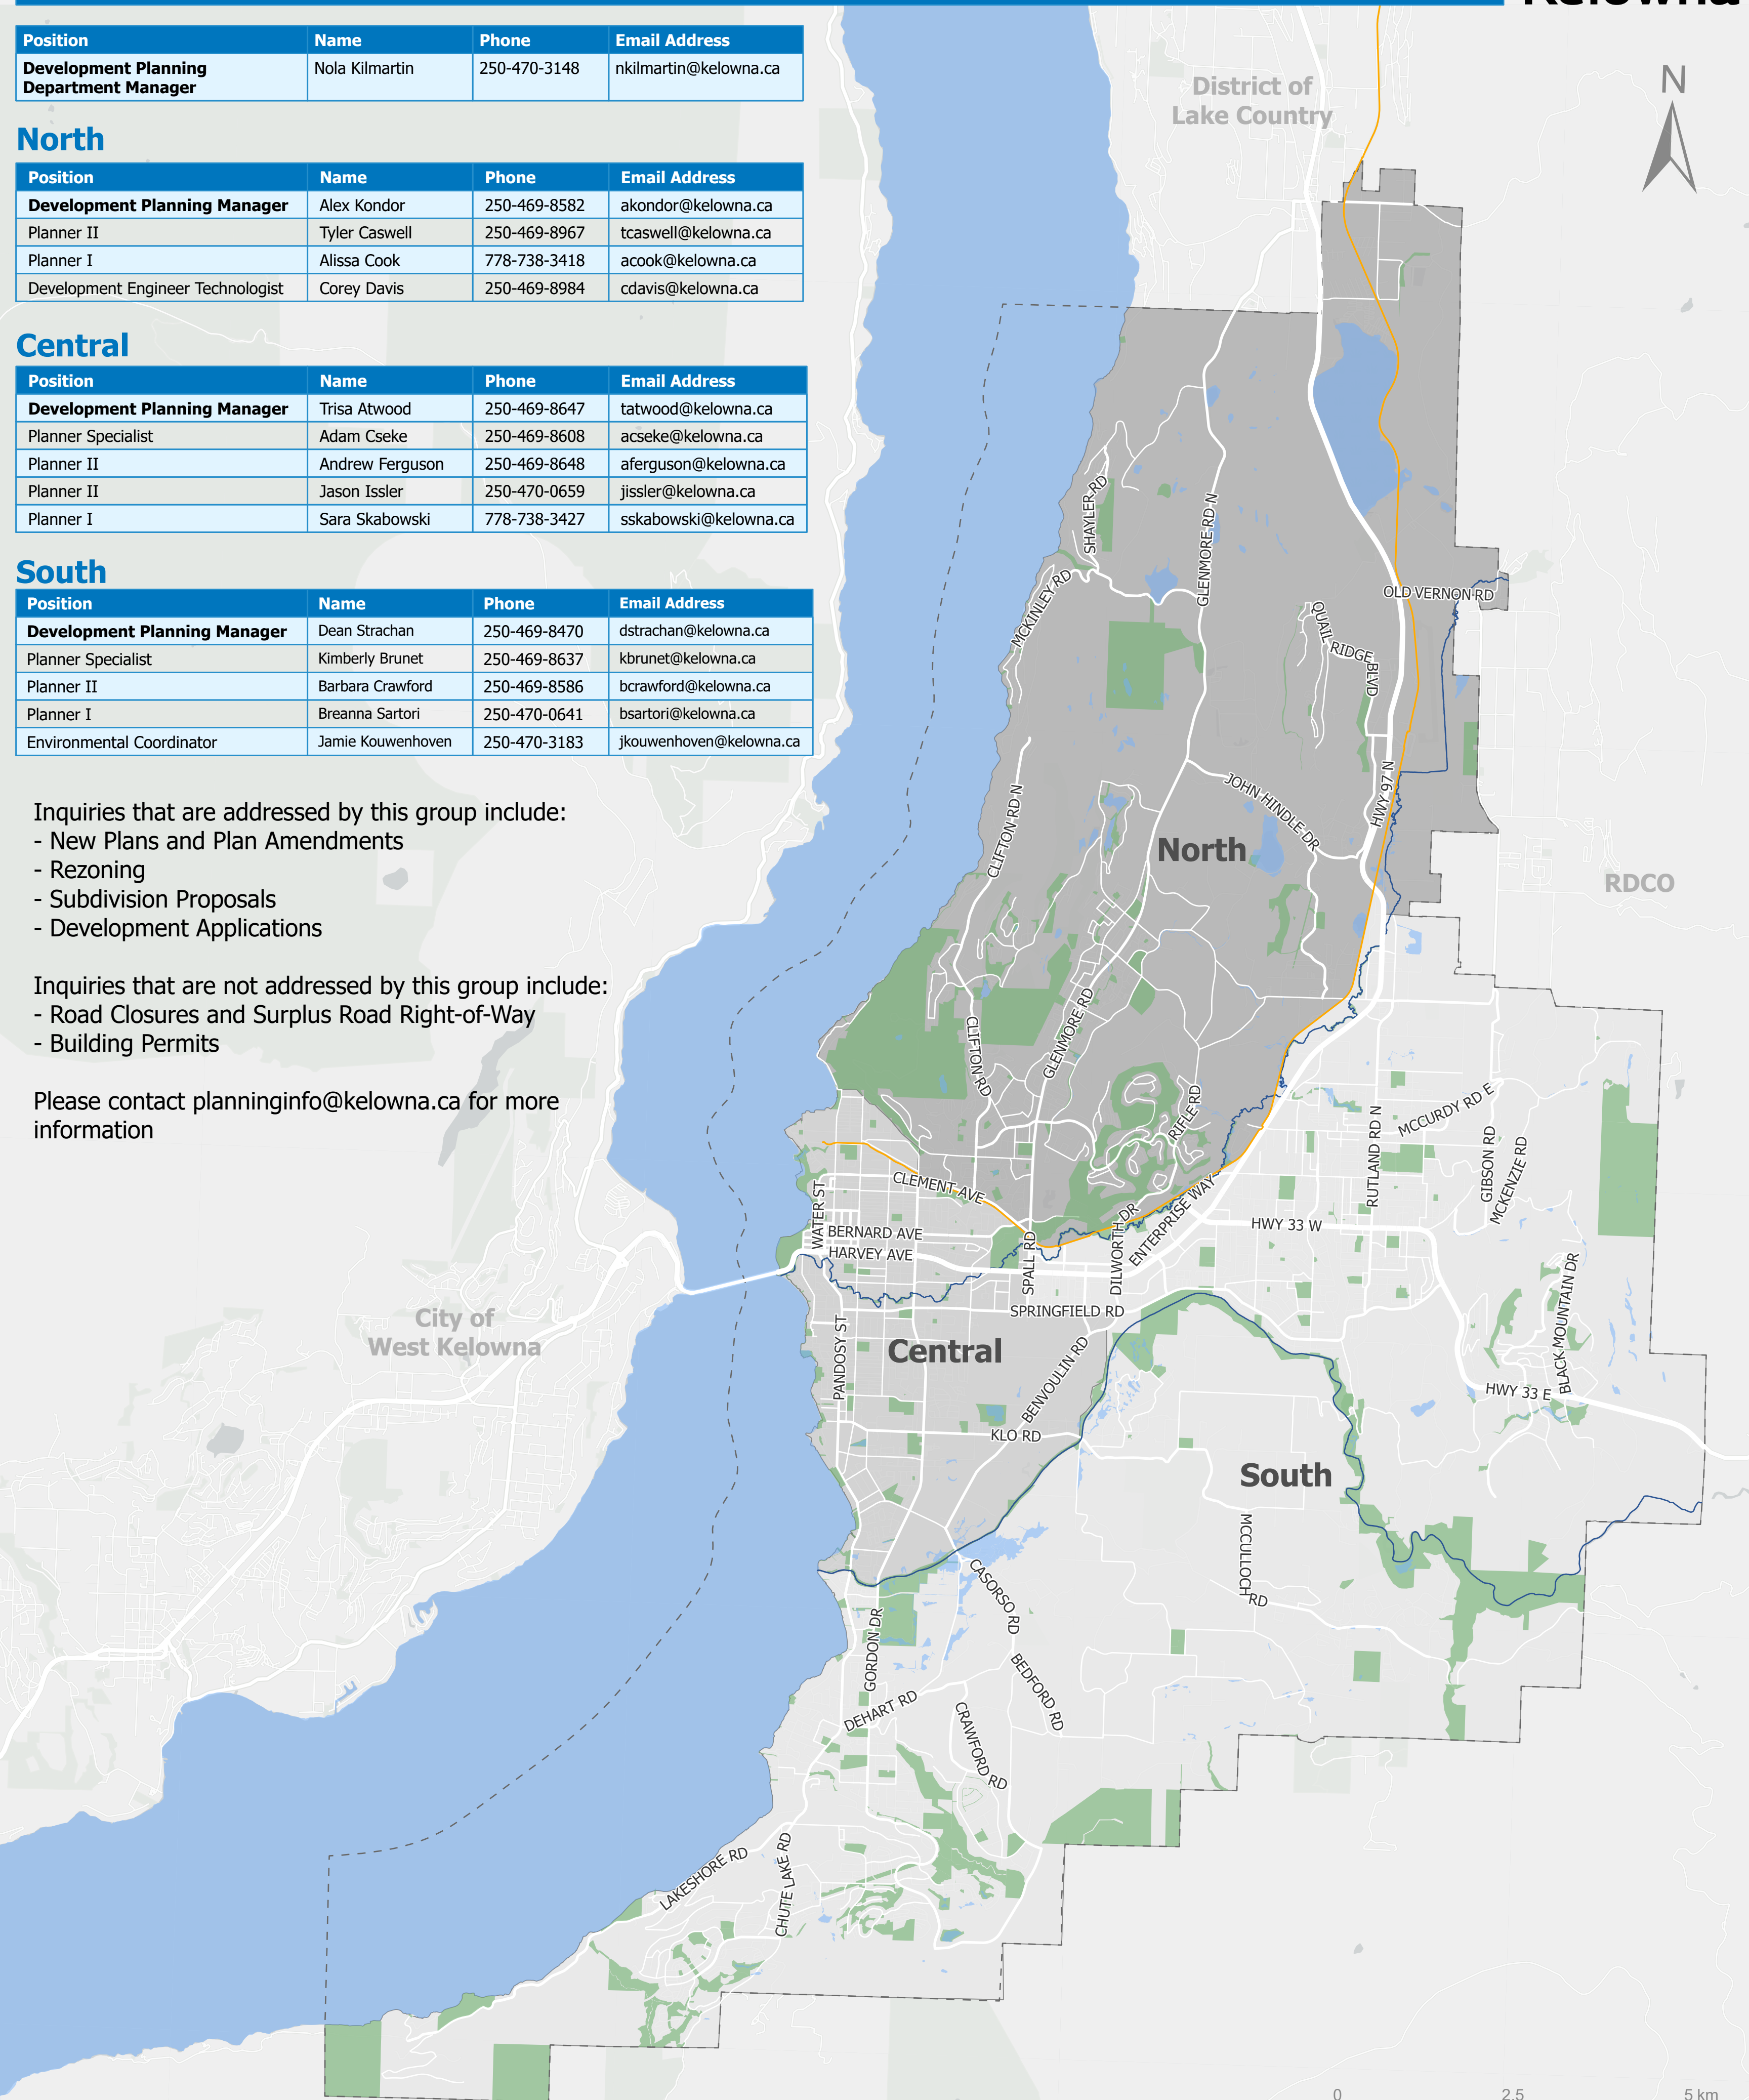 Kelowna
Position Name Phone Email Address
Development Planning Department Manager Nola Kilmartin 250-470-3148 nkilmartin@kelowna.ca
North
Position Name Phone Email Address
Development Planning Manager Alex Kondor 250-469-8582 akondor@kelowna.ca
Planner II Tyler Caswell 250-469-8967 tcaswell@kelowna.ca
Planner I Alissa Cook 778-738-3418 acook@kelowna.ca
Development Engineer Technologist Corey Davis 250-469-8984 cdavis@kelowna.ca
Central
Position Name Phone Email Address
Development Planning Manager Trisa Atwood 250-469-8647 tatwood@kelowna.ca
Planner Specialist Adam Cseke 250-469-8608 acseke@kelowna.ca
Planner II Andrew Ferguson 250-469-8648 aferguson@kelowna.ca
Planner II Jason Issler 250-470-0659 jissler@kelowna.ca
Planner I Sara Skabowski 778-738-3427 sskabowski@kelowna.ca
South
Position Name Phone Email Address
Development Planning Manager Dean Strachan 250-469-8470 dstrachan@kelowna.ca
Planner Specialist Kimberly Brunet 250-469-8637 kbrunet@kelowna.ca
Planner II Barbara Crawford 250-469-8586 bcrawford@kelowna.ca
Planner I Breanna Sartori 250-470-0641 bsartori@kelowna.ca
Environmental Coordinator Jamie Kouwenhoven 250-470-3183 jkouwenhoven@kelowna.ca
Inquiries that are addressed by this group include:
- New Plans and Plan Amendments
- Rezoning
- Subdivision Proposals
- Development Applications
Inquiries that are not addressed by this group include:
- Road Closures and Surplus Road Right-of-Way
- Building Permits
Please contact planninginfo@kelowna.ca for more
information
N
District of
Lake Country
SHAYLER RD
GLENMORE RD N
MCKINLEY RD
OLD VERNON RD
QUAIL RIDGE BLVD
HWY 97 N
JOHN HINDLE DR
CLIFTON RD N
North
RDCO
CLIFTON RD
GLENMORE RD
RIFLE RD
MCCURDY RD E
RUTLAND RD N
GIBSON RD
MCKENZIE RD
CLEMENT AVE
WATER ST
BERNARD AVE
HARVEY AVE
SPALL RD
DILWORTH DR
ENTERPRISE WAY
HWY 33 W
SPRINGFIELD RD
BLACK MOUNTAIN DR
City of
West Kelowna
PANDOSY ST
Central
BENVOULIN RD
HWY 33 E
KLO RD
South
MCCULLOCH RD
CASORSO RD
GORDON DR
BEDFORD RD
DEHART RD
CRAWFORD RD
LAKESHORE RD
CHUTE LAKE RD
0 2.5 5 km